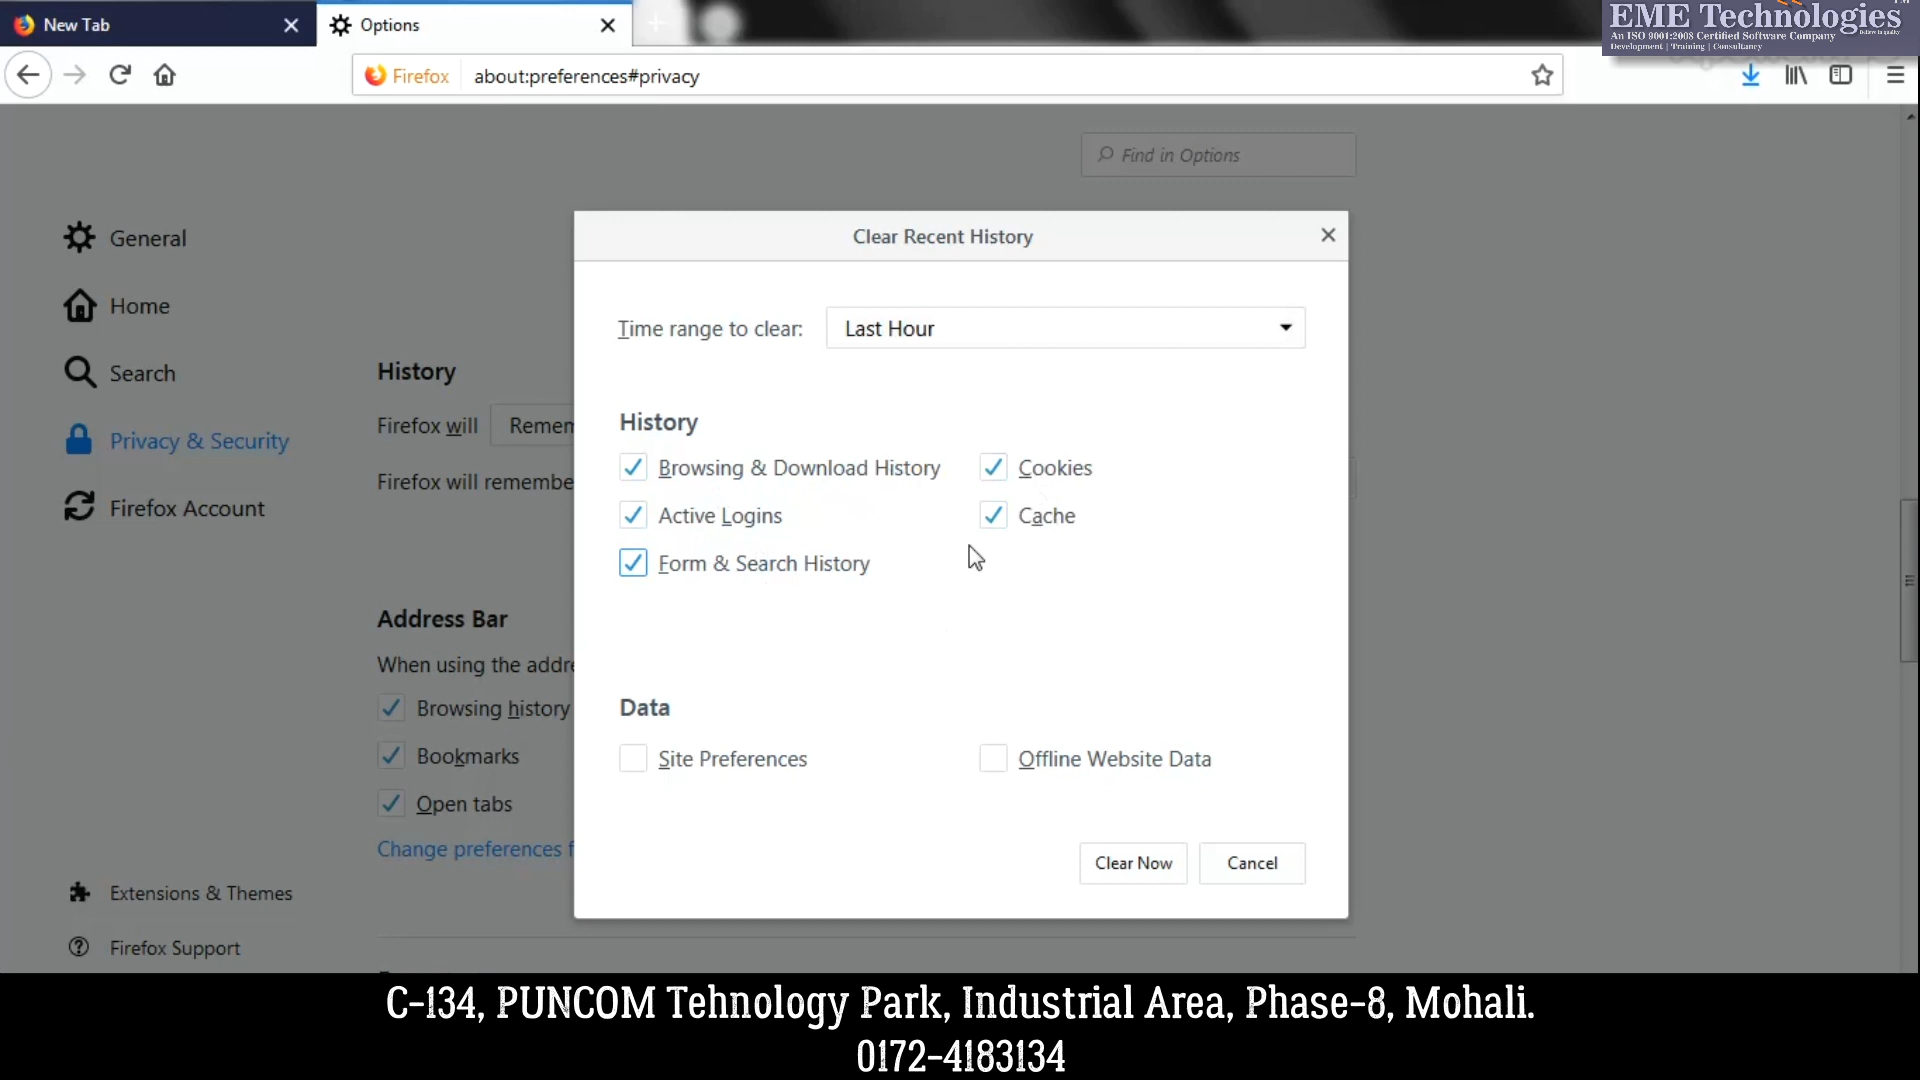 New Tab
Options
EME Technologies
An ISO 9001:2008 Certified Software Company
Development | Training | Consultancy
Firefox
about:preferences#privacy
Find in Options
General
Home
Search
Privacy & Security
Firefox Account
Extensions & Themes
Firefox Support
History
Firefox will Remem
Firefox will remembe
Address Bar
When using the addre
Browsing history
Bookmarks
Open tabs
Change preferences f
Clear Recent History
Time range to clear: Last Hour
History
Browsing & Download History
Cookies
Active Logins
Cache
Form & Search History
Data
Site Preferences
Offline Website Data
Clear Now
Cancel
C-134, PUNCOM Tehnology Park, Industrial Area, Phase-8, Mohali.
0172-4183134